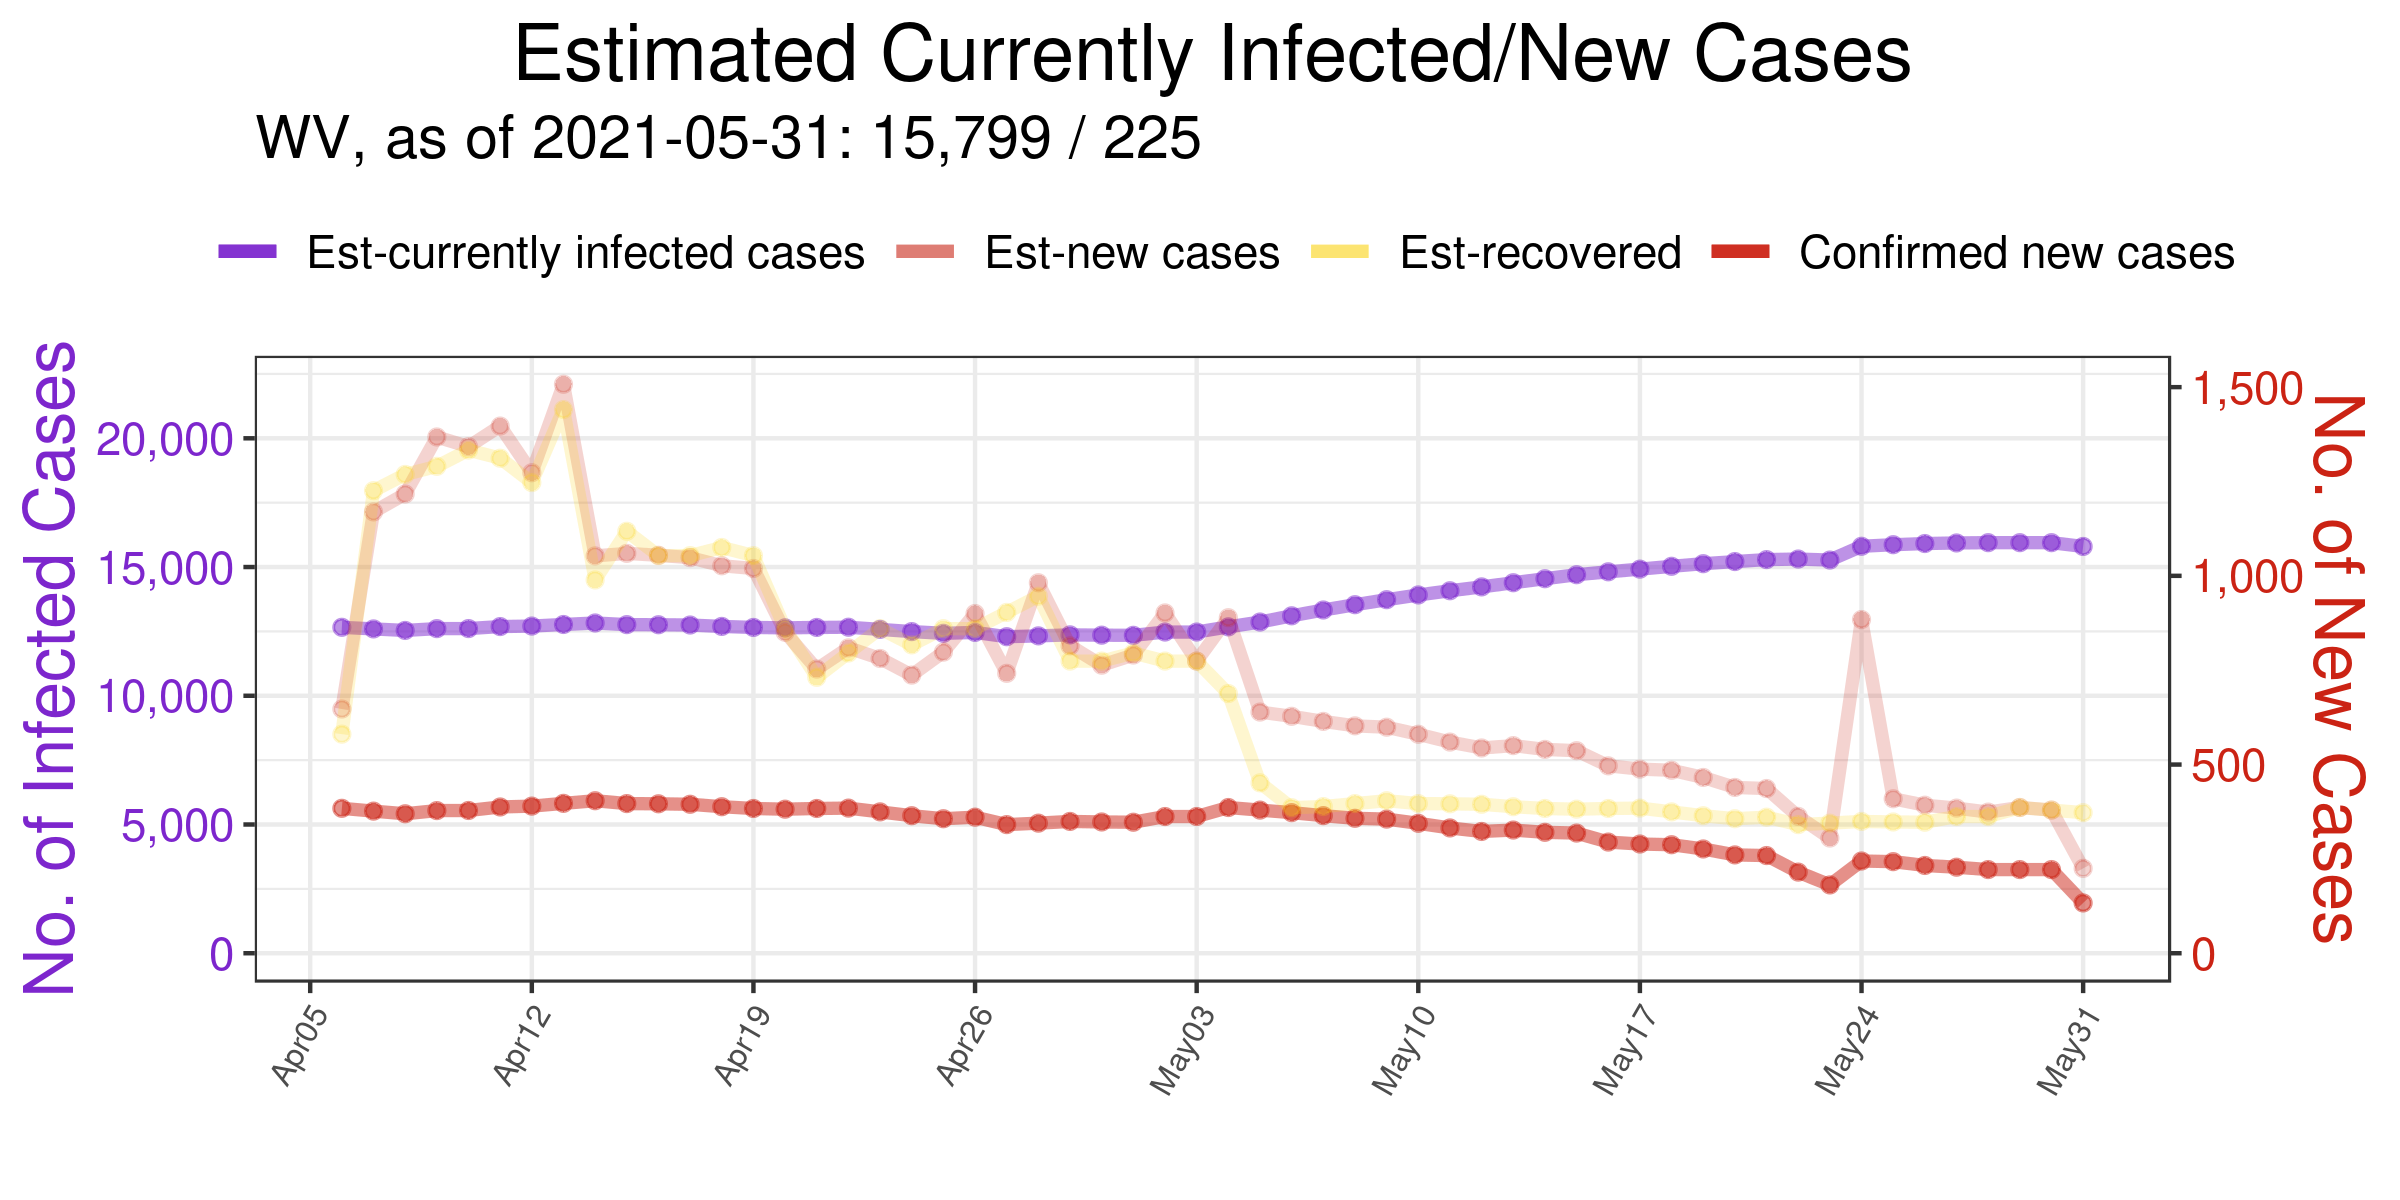 Estimated Currently Infected/New Cases
WV, as of 2021-05-31: 15,799 / 225
Est-currently infected cases Est-new cases Est-recovered Confirmed new cases
No. of Infected Cases
20,000
15,000
10,000
5,000
0
1,500
1,000
500
0
No. of New Cases
Apr05 Apr12 Apr19 Apr26 May03 May10 May17 May24 May31